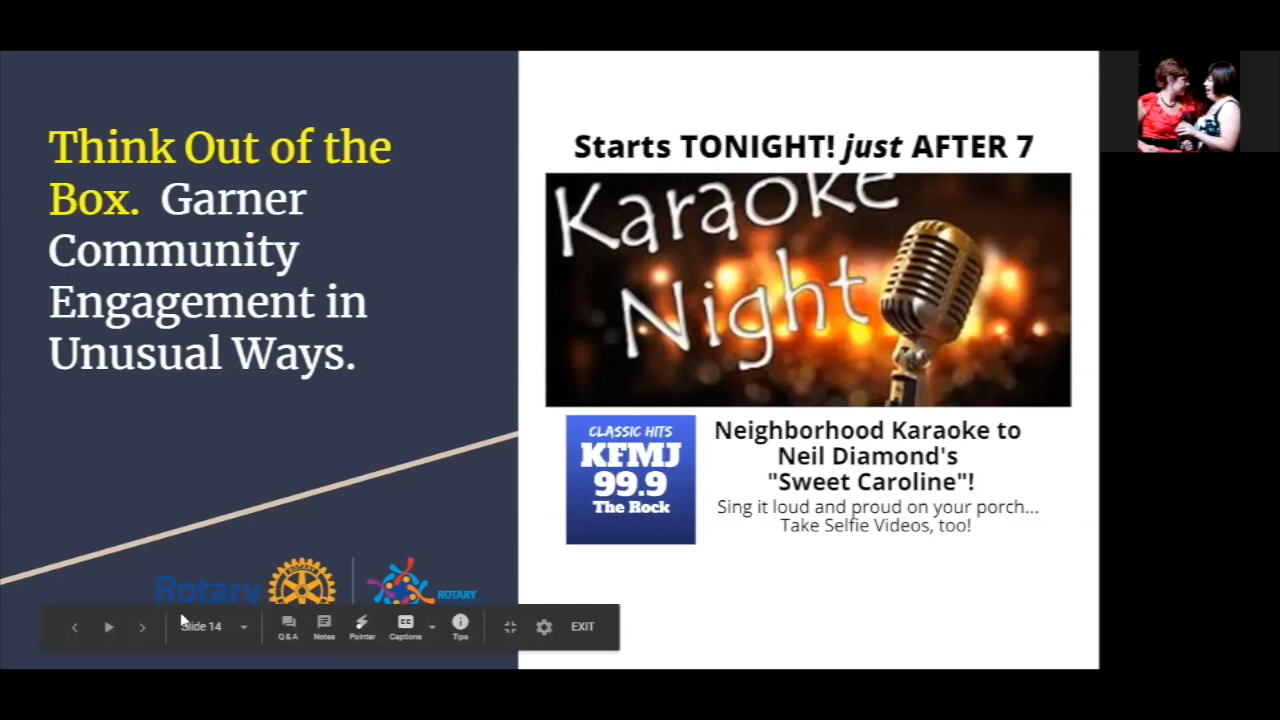 Think Out of the
Box. Garner
Community
Engagement in
Unusual Ways.
Starts TONIGHT! just AFTER 7
Karaoke
Night
CLASSIC HITS
KFMJ
99.9
The Rock
Neighborhood Karaoke to
Neil Diamond's
"Sweet Caroline"!
Sing it loud and proud on your porch...
Take Selfie Videos, too!
Rotary
ROTARY
Slide 14
Q & A
Notes
Pointer
Captions
Tips
EXIT